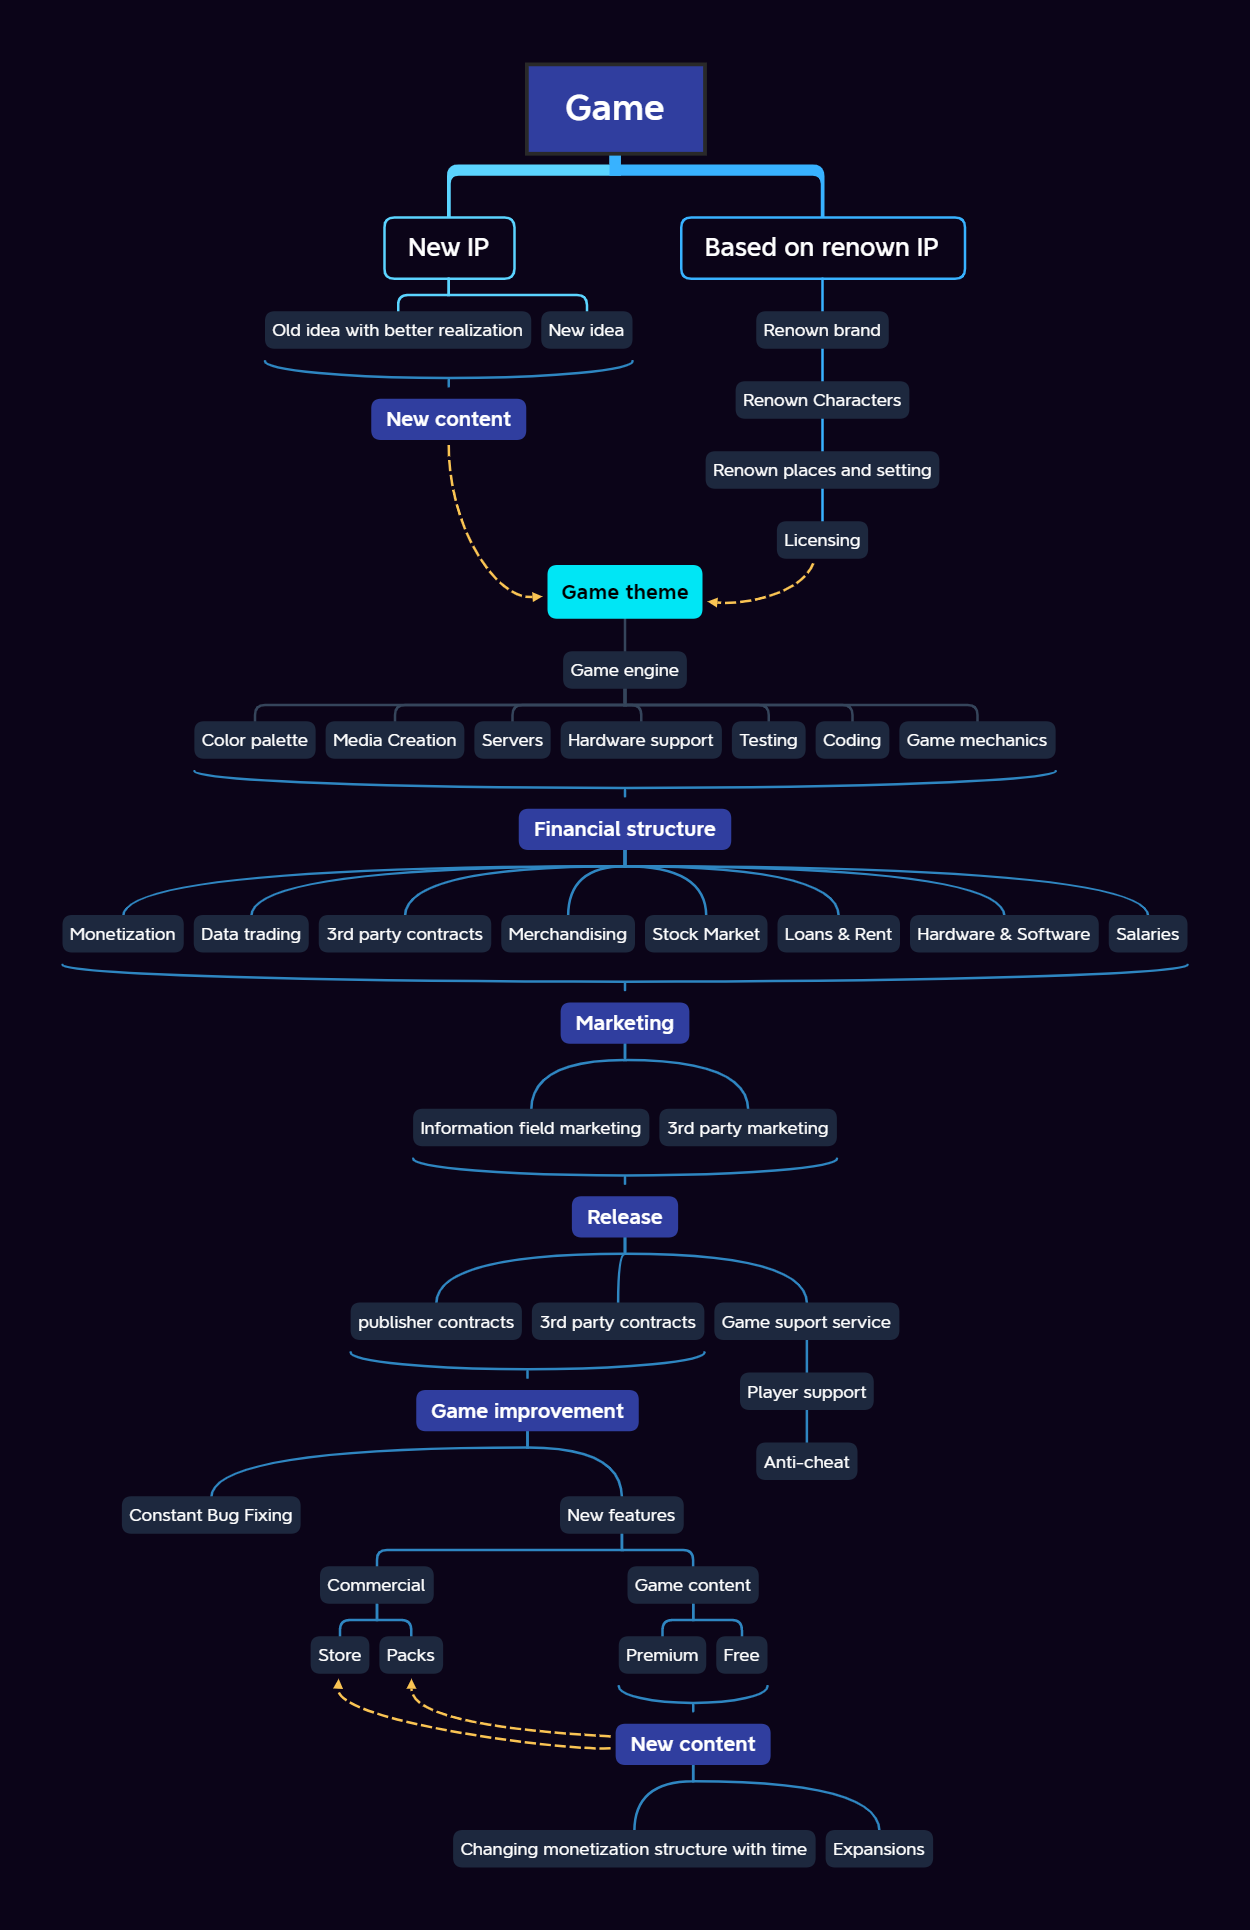 Game
New IP
Based on renown IP
Old idea with better realization
New idea
Renown brand
New content
Renown Characters
Renown places and setting
Licensing
Game theme
Game engine
Color palette
Media Creation
Servers
Hardware support
Testing
Coding
Game mechanics
Financial structure
Monetization
Data trading
3rd party contracts
Merchandising
Stock Market
Loans & Rent
Hardware & Software
Salaries
Marketing
Information field marketing
3rd party marketing
Release
publisher contracts
3rd party contracts
Game suport service
Player support
Game improvement
Anti-cheat
Constant Bug Fixing
New features
Commercial
Game content
Store
Packs
Premium
Free
New content
Changing monetization structure with time
Expansions